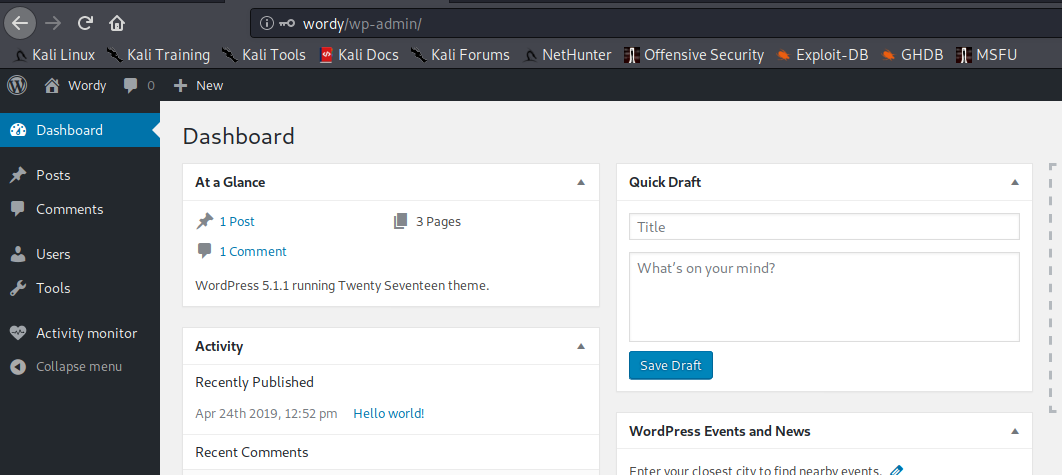 wordy/wp-admin/
Kali Linux Kali Training Kali Tools Kali Docs Kali Forums NetHunter Offensive Security Exploit-DB GHDB MSFU
Wordy 0 New
Dashboard
Posts
Comments
Users
Tools
Activity monitor
Collapse menu
Dashboard
At a Glance
1 Post 3 Pages
1 Comment
WordPress 5.1.1 running Twenty Seventeen theme.
Activity
Recently Published
Apr 24th 2019, 12:52 pm Hello world!
Recent Comments
Quick Draft
Title
What's on your mind?
Save Draft
WordPress Events and News
Enter your closest city to find nearby events.